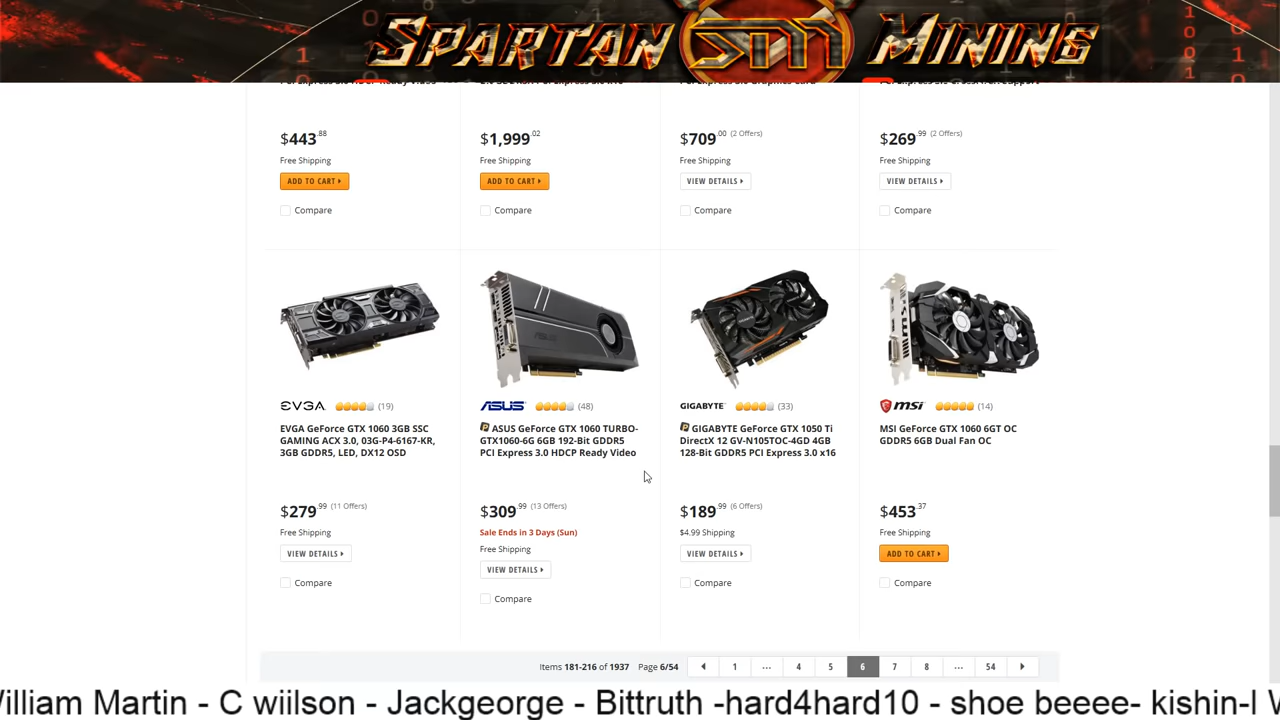 SPARTAN SM MINING
$443.88
Free Shipping
ADD TO CART
Compare
$1,999.02
Free Shipping
ADD TO CART
Compare
$709.00 (2 Offers)
Free Shipping
VIEW DETAILS
Compare
$269.99 (2 Offers)
Free Shipping
VIEW DETAILS
Compare
EVGA (19)
EVGA GeForce GTX 1060 3GB SSC
GAMING ACX 3.0, 03G-P4-6167-KR,
3GB GDDR5, LED, DX12 OSD
$279.99 (11 Offers)
Free Shipping
VIEW DETAILS
Compare
ASUS (48)
ASUS GeForce GTX 1060 TURBO-
GTX1060-6G 6GB 192-Bit GDDR5
PCI Express 3.0 HDCP Ready Video
$309.99 (13 Offers)
Sale Ends in 3 Days (Sun)
Free Shipping
VIEW DETAILS
Compare
GIGABYTE (33)
GIGABYTE GeForce GTX 1050 Ti
DirectX 12 GV-N105TOC-4GD 4GB
128-Bit GDDR5 PCI Express 3.0 x16
$189.99 (6 Offers)
$4.99 Shipping
VIEW DETAILS
Compare
msi (14)
MSI GeForce GTX 1060 6GT OC
GDDR5 6GB Dual Fan OC
$453.37
Free Shipping
ADD TO CART
Compare
Items 181-216 of 1937 Page 6/54 1 ... 4 5 6 7 8 ... 54
Villiam Martin - C wiilson - Jackgeorge - Bittruth -hard4hard10 - shoe beeee- kishin-I W